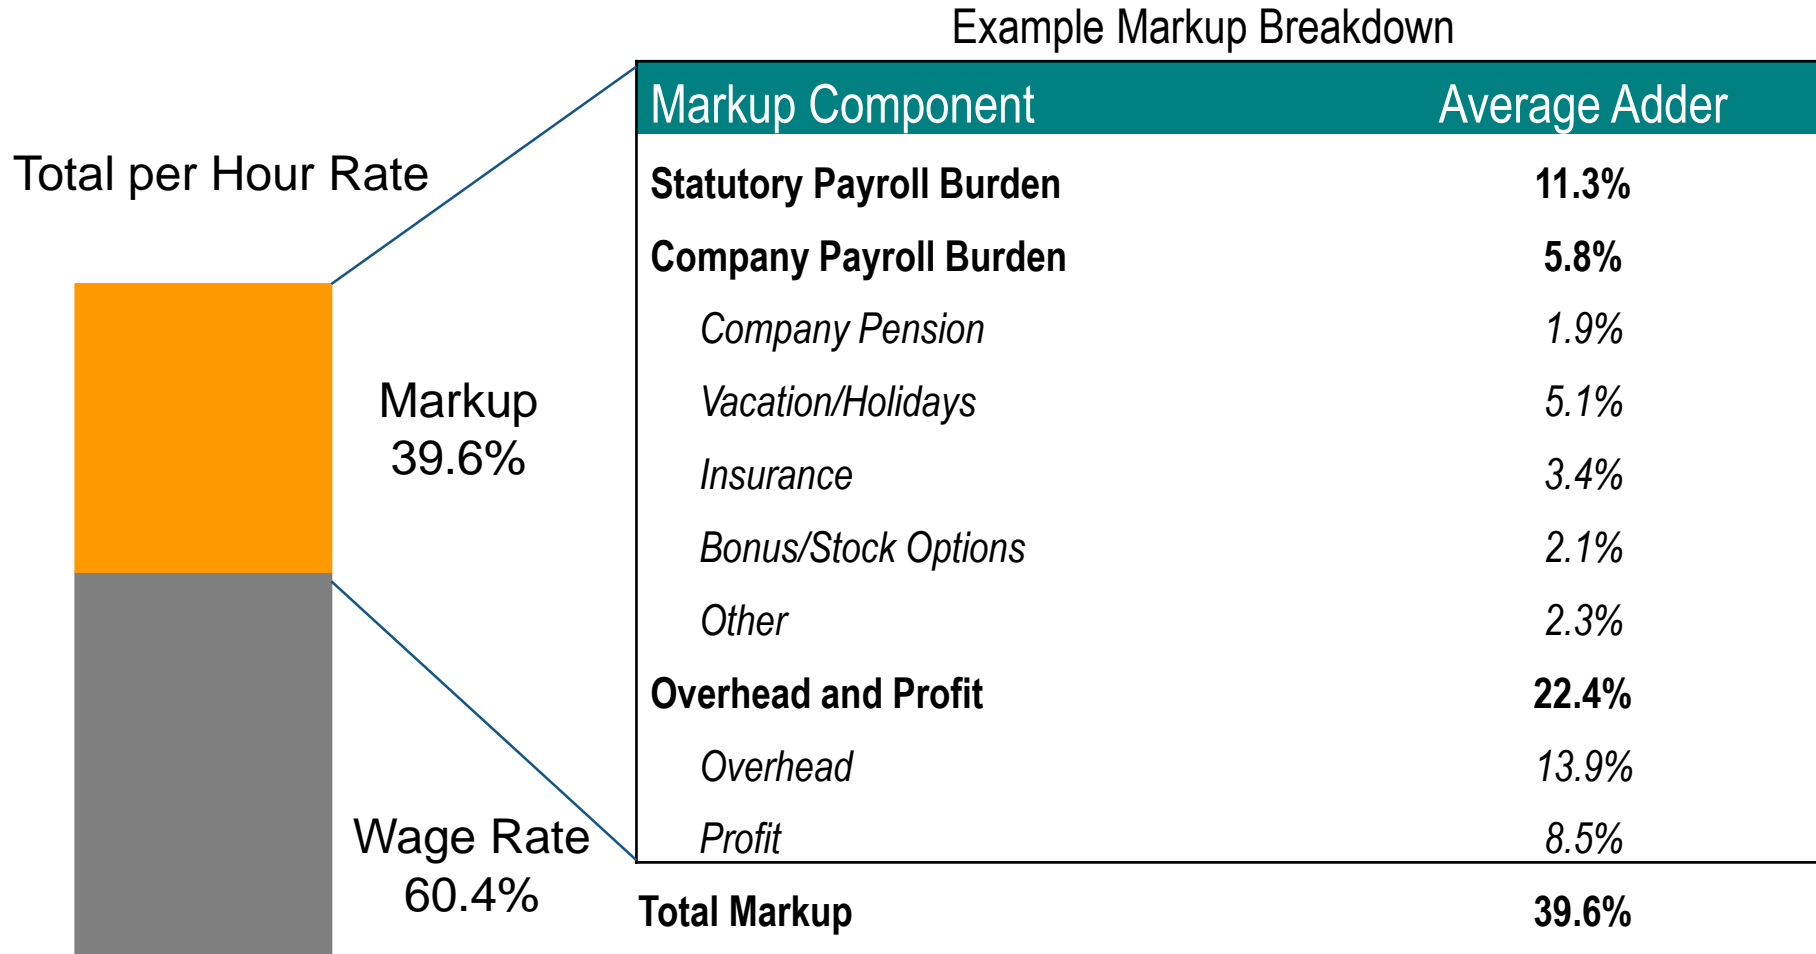 Example Markup Breakdown
Total per Hour Rate
Markup
39.6%
Wage Rate
60.4%
Markup Component Average Adder
Statutory Payroll Burden 11.3%
Company Payroll Burden 5.8%
Company Pension 1.9%
Vacation/Holidays 5.1%
Insurance 3.4%
Bonus/Stock Options 2.1%
Other 2.3%
Overhead and Profit 22.4%
Overhead 13.9%
Profit 8.5%
Total Markup 39.6%